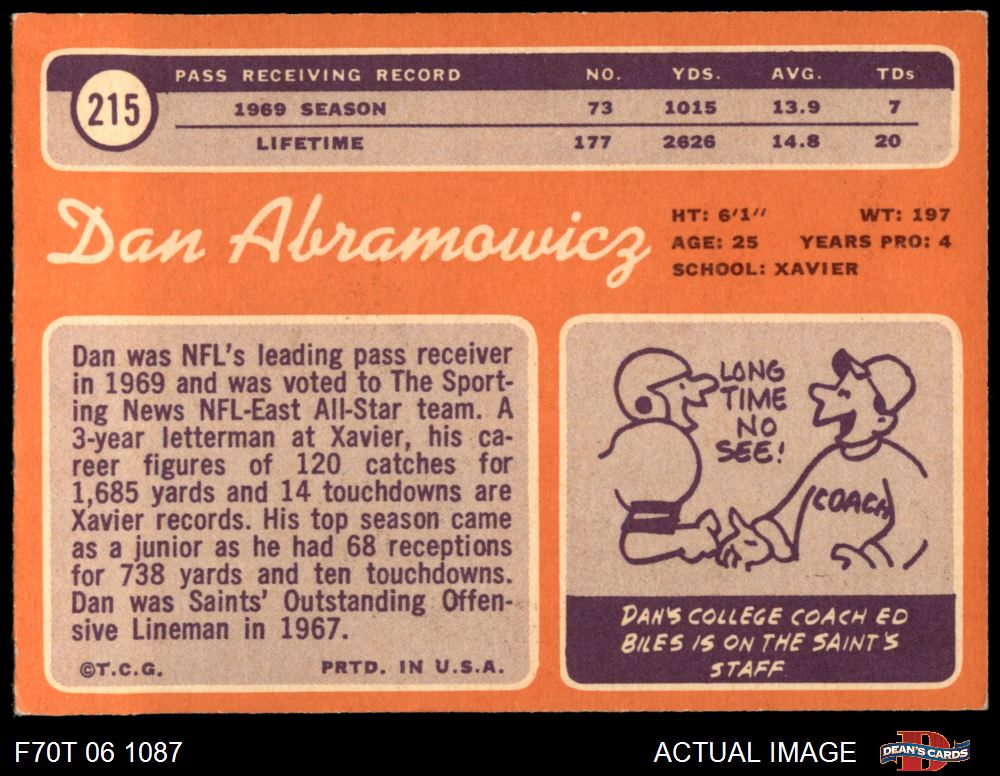 215
PASS RECEIVING RECORD NO. YDS. AVG. TDs
1969 SEASON 73 1015 13.9 7
LIFETIME 177 2626 14.8 20
Dan Abramowicz
HT: 6'1" WT: 197
AGE: 25 YEARS PRO: 4
SCHOOL: XAVIER
Dan was NFL's leading pass receiver
in 1969 and was voted to The Sport-
ing News NFL-East All-Star team. A
3-year letterman at Xavier, his ca-
reer figures of 120 catches for
1,685 yards and 14 touchdowns are
Xavier records. His top season came
as a junior as he had 68 receptions
for 738 yards and ten touchdowns.
Dan was Saints' Outstanding Offen-
sive Lineman in 1967.
©T.C.G. PRTD. IN U.S.A.
LONG
TIME
NO
SEE!
COACH
DAN'S COLLEGE COACH ED
BILES IS ON THE SAINT'S
STAFF
F70T 06 1087
ACTUAL IMAGE
DEAN'S CARDS